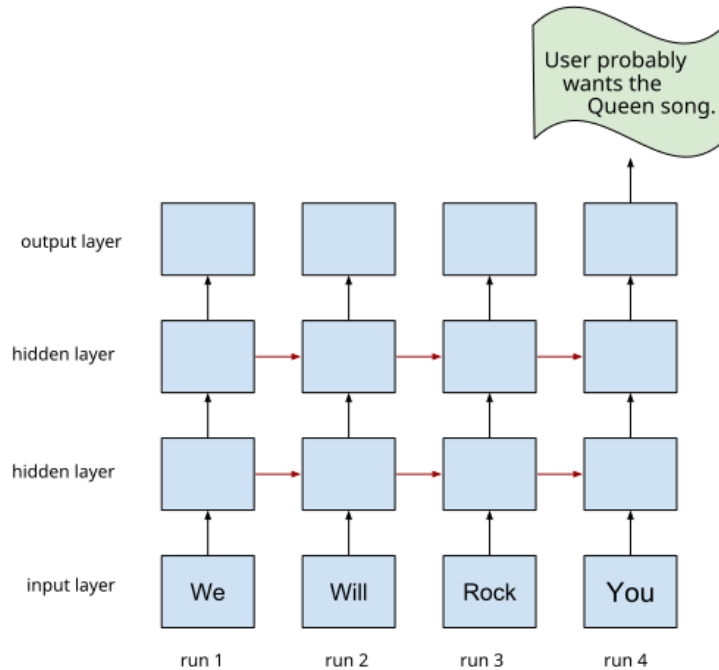 User probably
wants the
Queen song.
output layer
hidden layer
hidden layer
input layer
We
Will
Rock
You
run 1
run 2
run 3
run 4